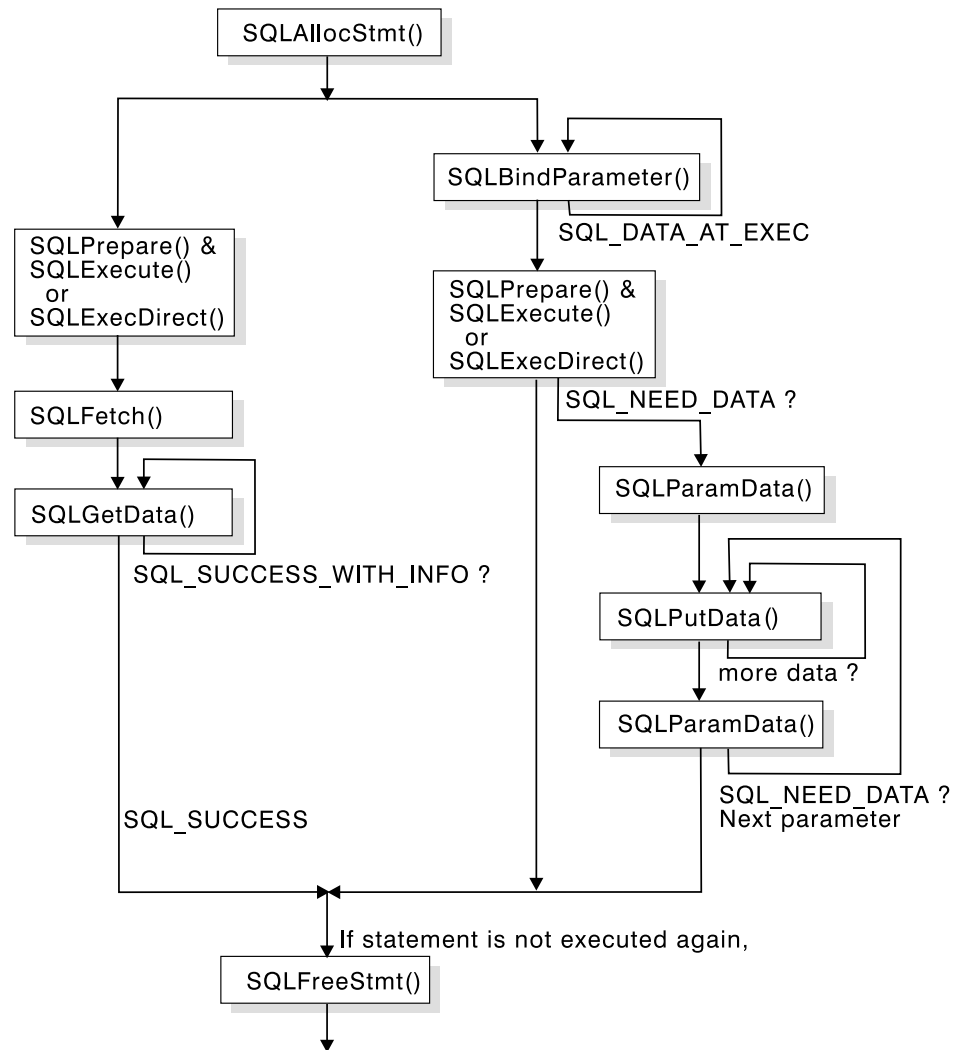 SQLAllocStmt()
SQLBindParameter()
SQL_DATA_AT_EXEC
SQLPrepare() &
SQLExecute()
or
SQLExecDirect()
SQLPrepare() &
SQLExecute()
or
SQLExecDirect()
SQL_NEED_DATA ?
SQLFetch()
SQLGetData()
SQL_SUCCESS_WITH_INFO ?
SQLParamData()
SQLPutData()
more data ?
SQLParamData()
SQL_NEED_DATA ?
Next parameter
SQL_SUCCESS
If statement is not executed again,
SQLFreeStmt()